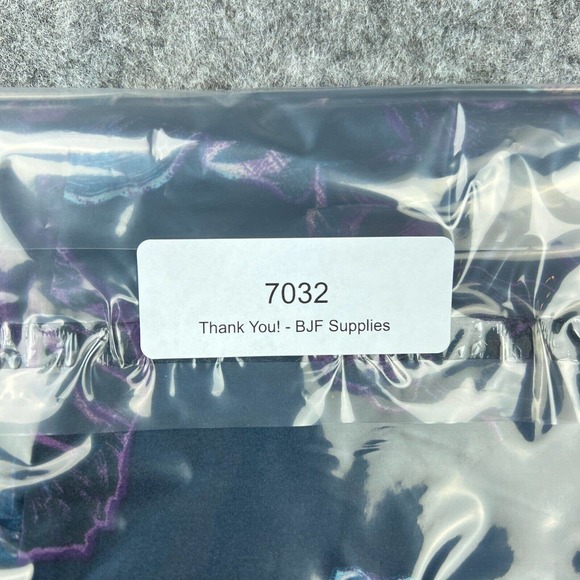 7032
Thank You! - BJF Supplies